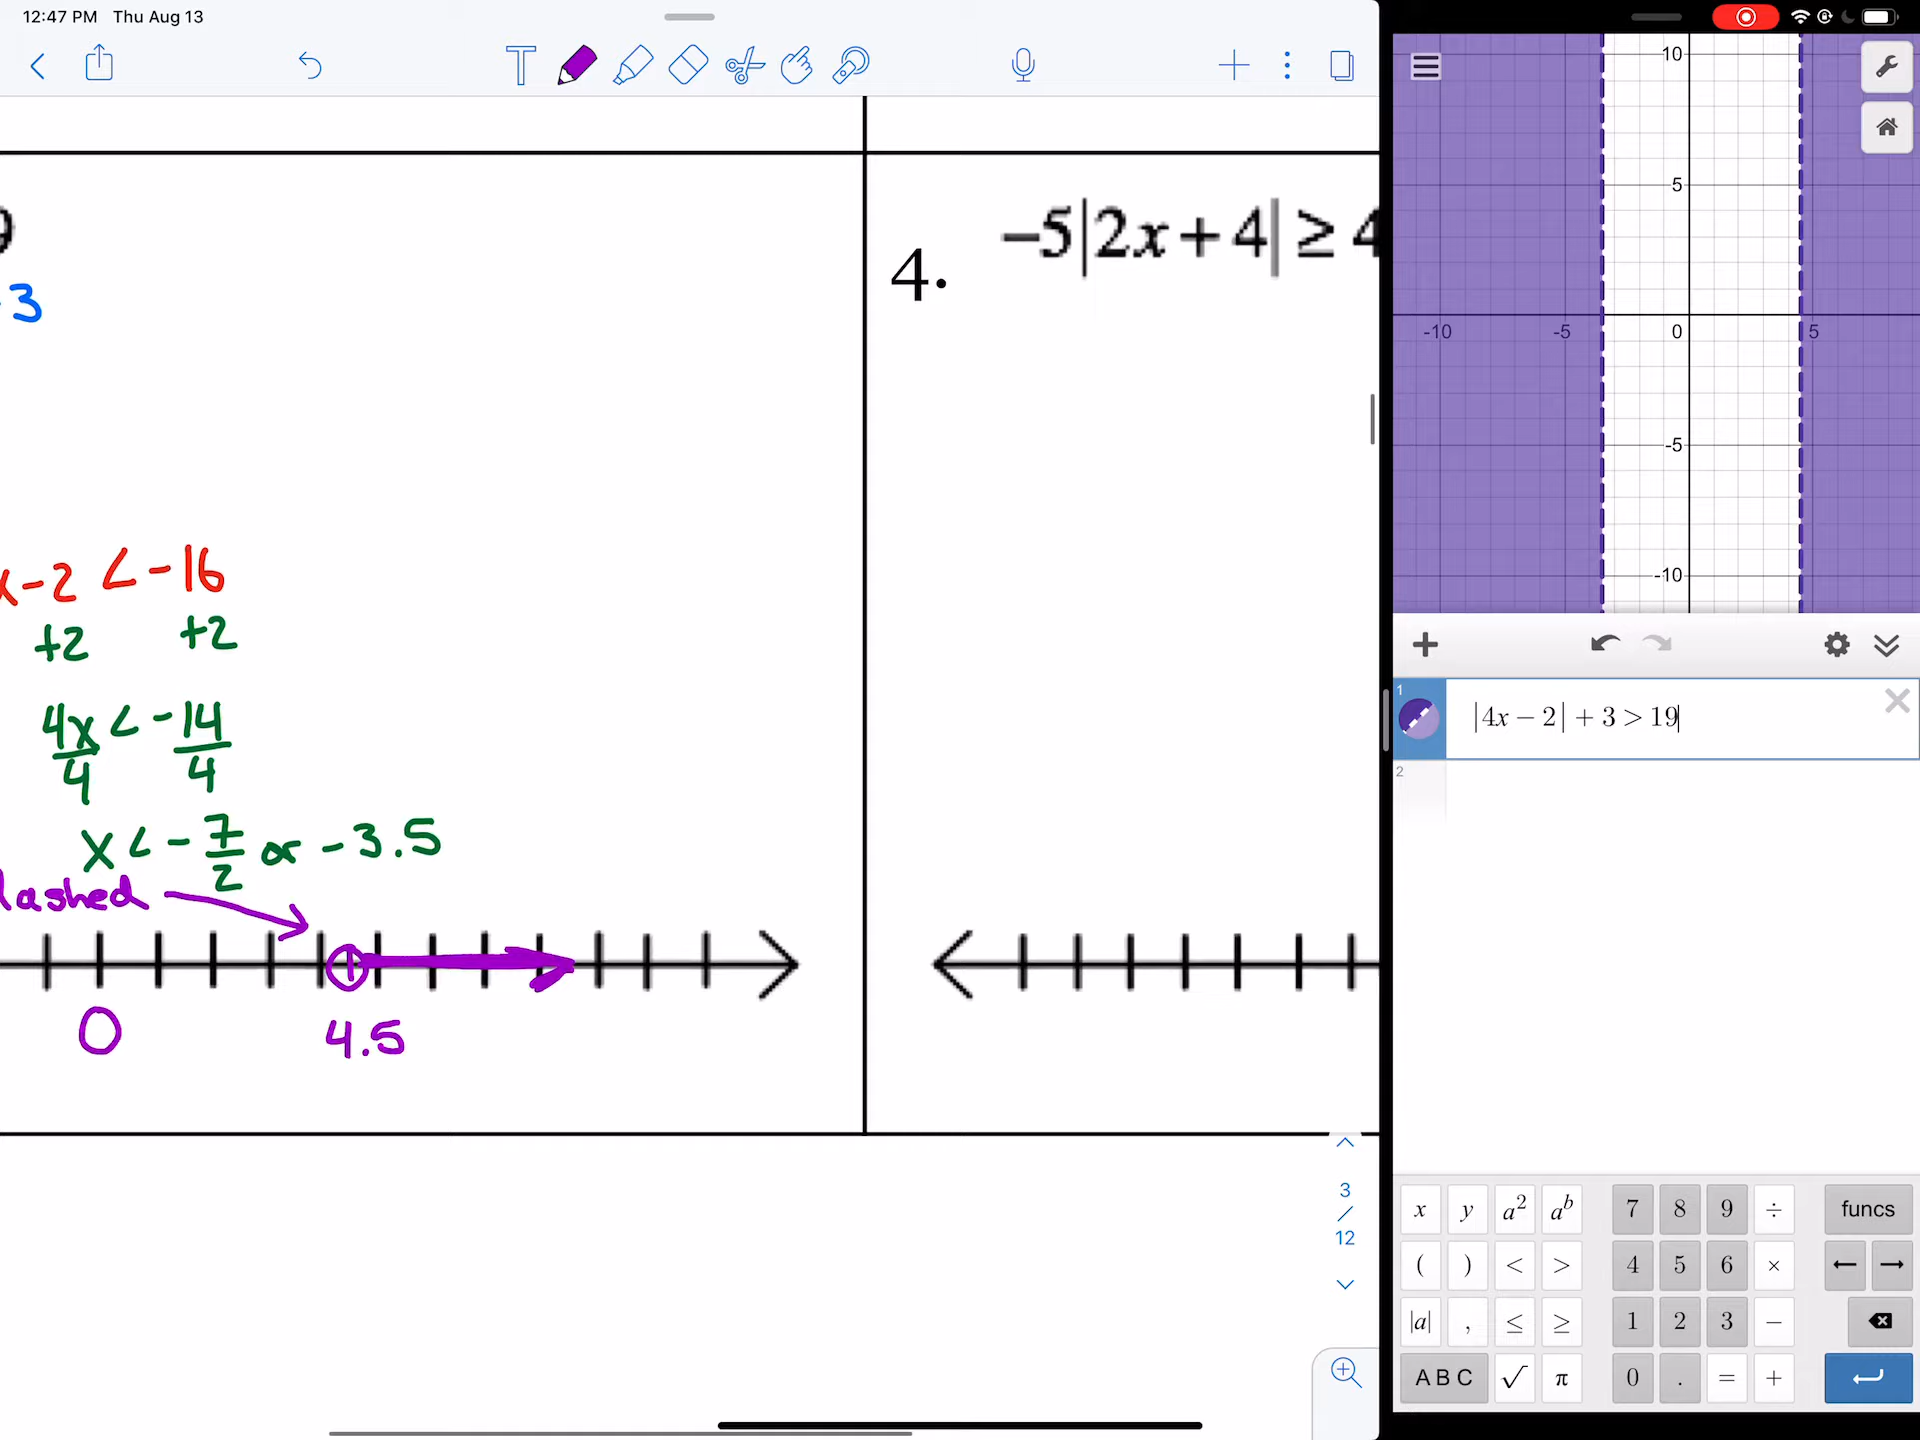 12:47 PM Thu Aug 13
4. -5|2x+4| ≥ 4
3
x-2 < -16
+2 +2
4x < -14
4 4
x < -7/2 or -3.5
dashed
0 4.5
3
/
12
10
5
-10 -5 0 5
-5
-10
1
|4x − 2| + 3 > 19
2
x y a² aᵇ 7 8 9 ÷ funcs
( ) < > 4 5 6 × ← →
|a| , ≤ ≥ 1 2 3 −
A B C √ π 0 . = +